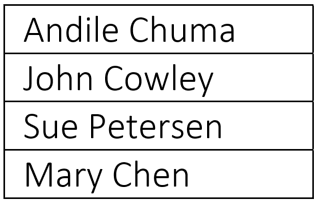 Andile Chuma
John Cowley
Sue Petersen
Mary Chen